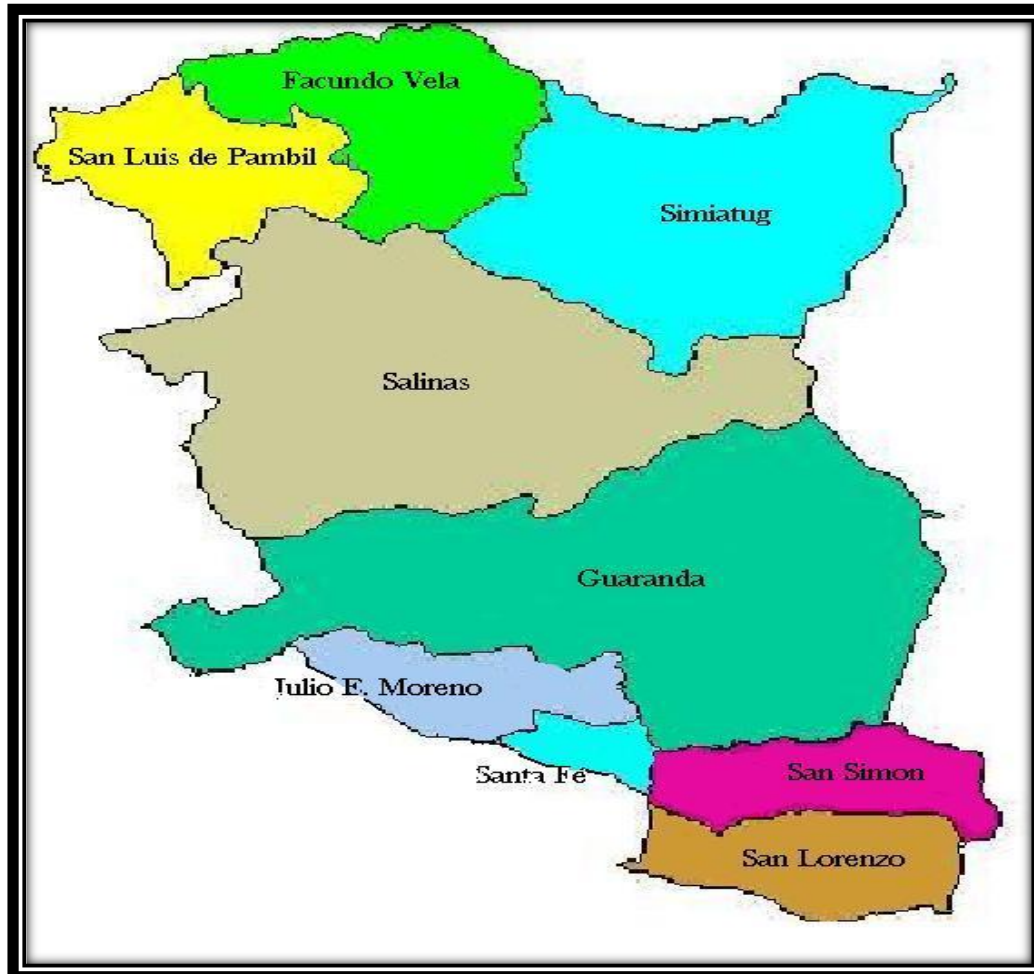 Facundo Vela
San Luis de Pambil
Simiatug
Salinas
Guaranda
Julio E. Moreno
Santa Fé
San Simon
San Lorenzo